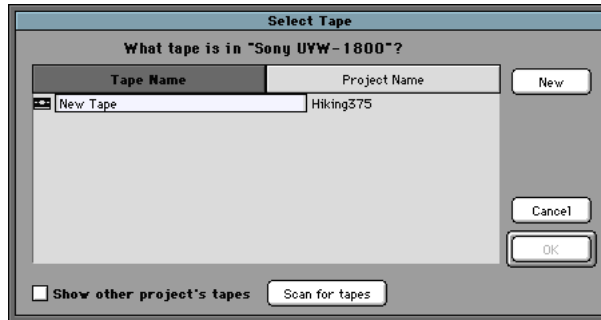 Select Tape
What tape is in "Sony UVW-1800"?
Tape Name Project Name
New Tape Hiking375
New
Cancel
OK
Show other project's tapes Scan for tapes